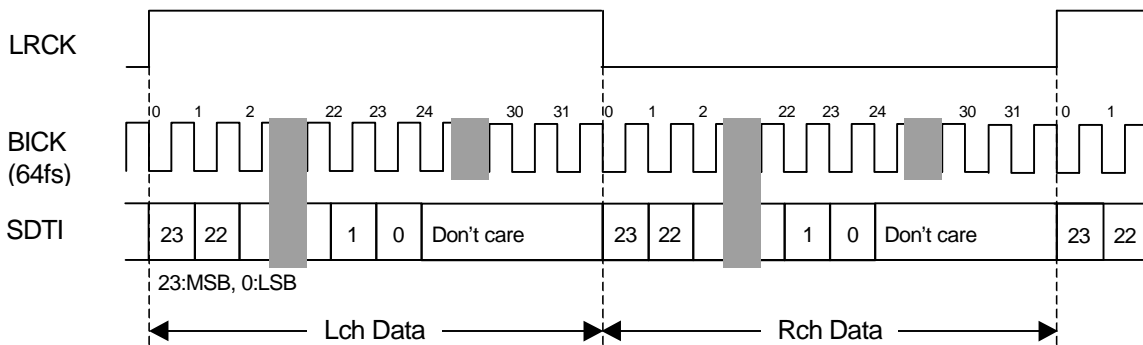 LRCK
0 1 2 22 23 24 30 31 0 1 2 22 23 24 30 31 0 1
BICK
(64fs)
SDTI 23 22 1 0 Don't care 23 22 1 0 Don't care 23 22
23:MSB, 0:LSB
Lch Data Rch Data